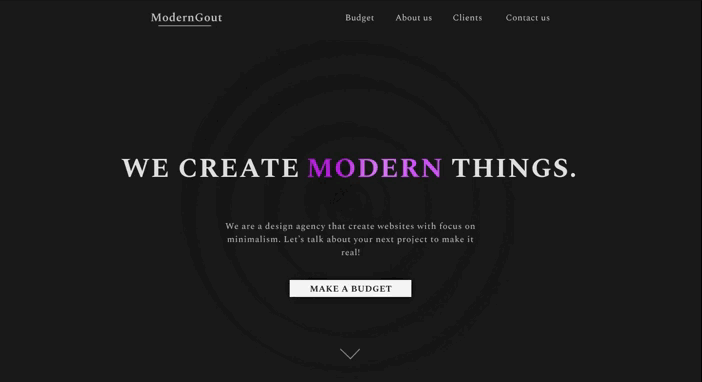 ModernGout
Budget About us Clients Contact us
WE CREATE MODERN THINGS.
We are a design agency that create websites with focus on
minimalism. Let's talk about your next project to make it
real!
MAKE A BUDGET